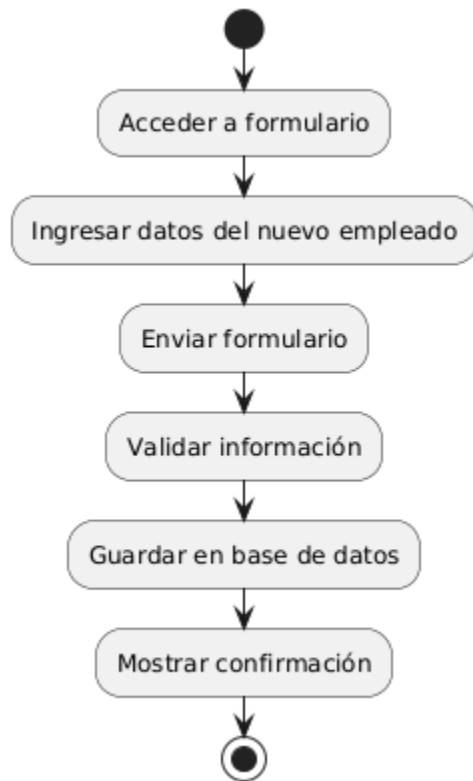 Acceder a formulario
Ingresar datos del nuevo empleado
Enviar formulario
Validar información
Guardar en base de datos
Mostrar confirmación